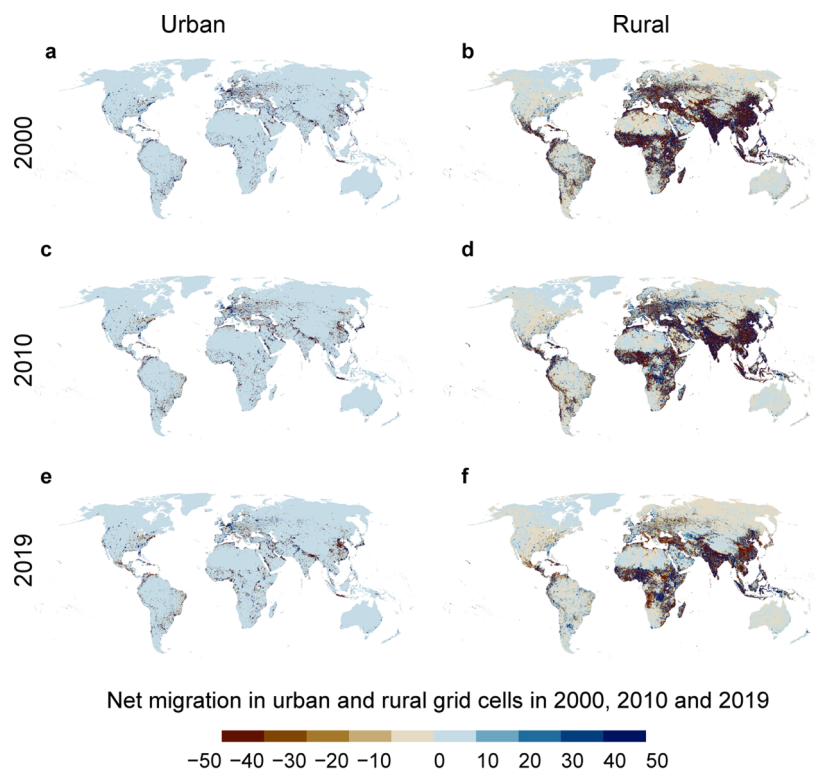 Urban Rural
a b
2000
c d
2010
e f
2019
Net migration in urban and rural grid cells in 2000, 2010 and 2019
−50 −40 −30 −20 −10 0 10 20 30 40 50